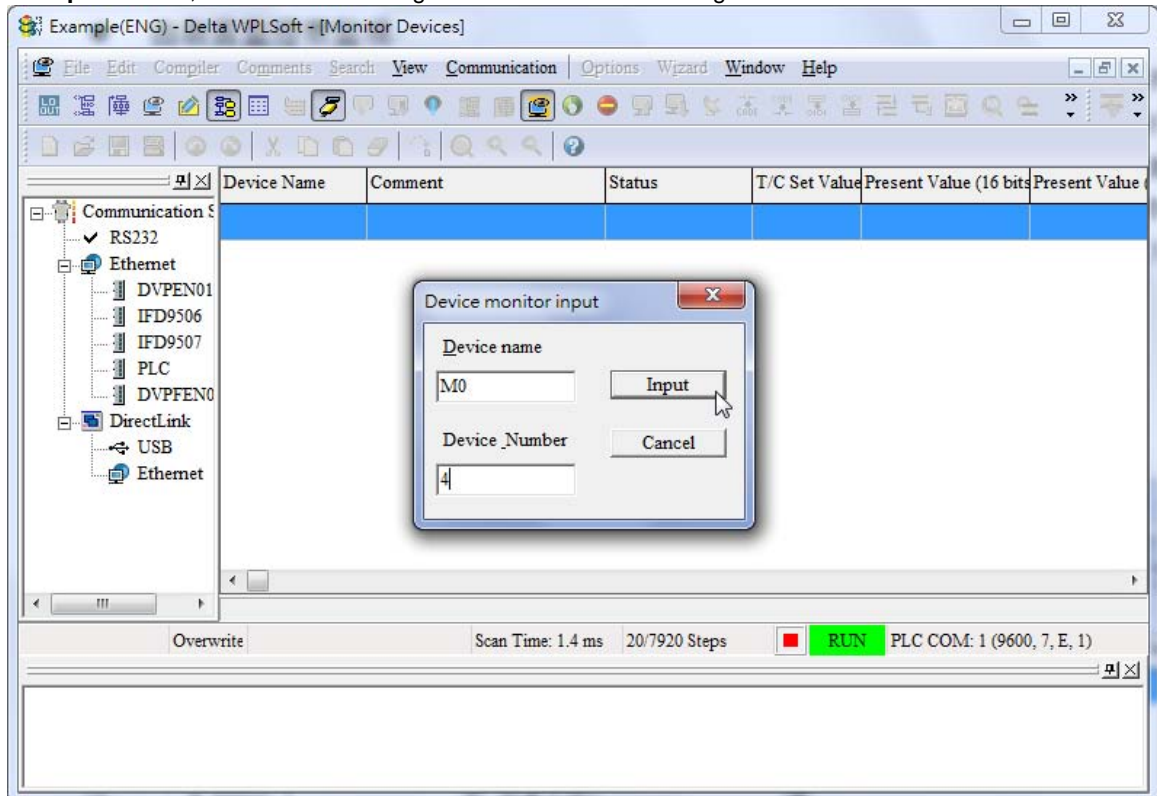 Example(ENG) - Delta WPLSoft - [Monitor Devices]
File Edit Compiler Comments Search View Communication Options Wizard Window Help
Device Name Comment Status T/C Set Value Present Value (16 bits Present Value (
Communication S
RS232
Ethernet
DVPEN01
IFD9506
IFD9507
PLC
DVPFEN0
DirectLink
USB
Ethernet
Device monitor input
Device name
M0 Input
Device_Number Cancel
4
Overwrite Scan Time: 1.4 ms 20/7920 Steps RUN PLC COM: 1 (9600, 7, E, 1)